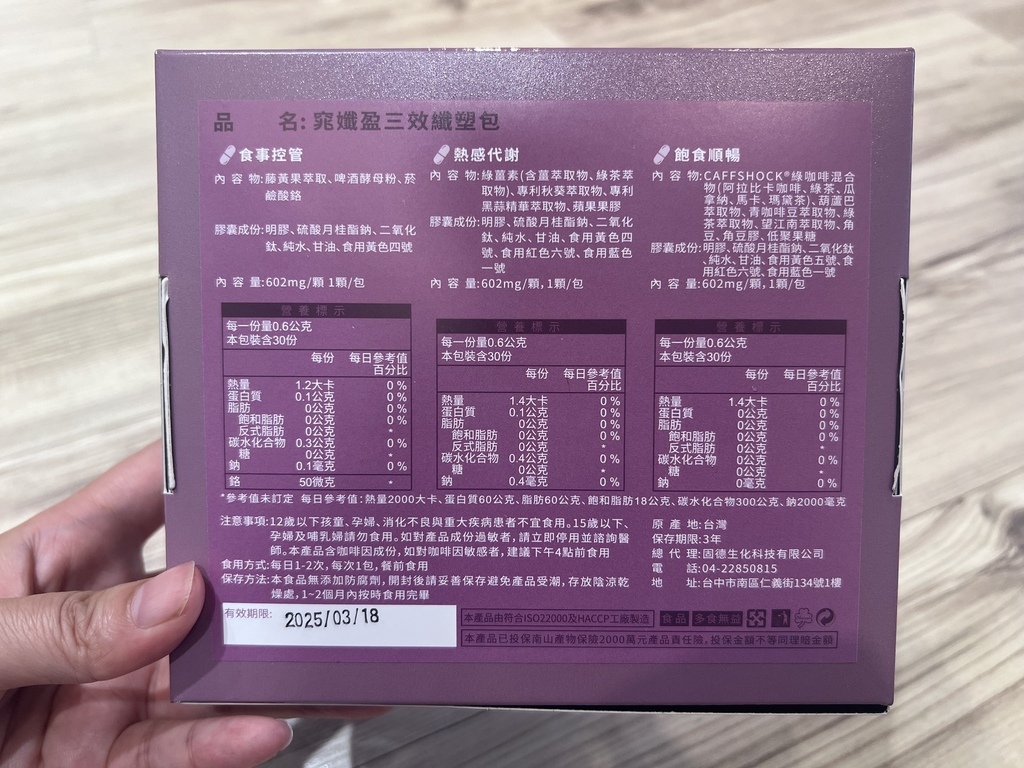 品 名:窕孅盈三效纖塑包
食事控管
內 容 物:藤黃果萃取、啤酒酵母粉、菸
鹼酸鉻
膠囊成份:明膠、硫酸月桂酯鈉、二氧化
鈦、純水、甘油、食用黃色四號
內 容 量:602mg/顆 1顆/包
熱感代謝
內 容 物:綠薑素(含薑萃取物、綠茶萃
取物)、專利秋葵萃取物、專利
黑蒜精華萃取物、蘋果果膠
膠囊成份:明膠、硫酸月桂酯鈉、二氧化
鈦、純水、甘油、食用黃色四
號、食用紅色六號、食用藍色
一號
內 容 量:602mg/顆,1顆/包
飽食順暢
內 容 物:CAFFSHOCK®綠咖啡混合
物(阿拉比卡咖啡、綠茶、瓜
拿納、馬卡、瑪黛茶)、葫蘆巴
萃取物、青咖啡豆萃取物、綠
茶萃取物、望江南萃取物、角
豆、角豆膠、低聚果糖
膠囊成份:明膠、硫酸月桂酯鈉、二氧化鈦
、純水、甘油、食用黃色五號、食
用紅色六號、食用藍色一號
內 容 量:602mg/顆,1顆/包
營養標示
每一份量0.6公克
本包裝含30份
每份 每日參考值
百分比
熱量 1.2大卡 0%
蛋白質 0.1公克 0%
脂肪 0公克 0%
飽和脂肪 0公克 0%
反式脂肪 0公克 *
碳水化合物 0.3公克 0%
糖 0公克 *
鈉 0.1毫克 0%
鉻 50微克 *
營養標示
每一份量0.6公克
本包裝含30份
每份 每日參考值
百分比
熱量 1.4大卡 0%
蛋白質 0.1公克 0%
脂肪 0公克 0%
飽和脂肪 0公克 0%
反式脂肪 0公克 *
碳水化合物 0.4公克 0%
糖 0公克 *
鈉 0.4毫克 0%
營養標示
每一份量0.6公克
本包裝含30份
每份 每日參考值
百分比
熱量 1.4大卡 0%
蛋白質 0公克 0%
脂肪 0公克 0%
飽和脂肪 0公克 0%
反式脂肪 0公克 *
碳水化合物 0公克 0%
糖 0公克 *
鈉 0毫克 0%
*參考值未訂定 每日參考值:熱量2000大卡、蛋白質60公克、脂肪60公克、飽和脂肪18公克、碳水化合物300公克、鈉2000毫克
注意事項:12歲以下孩童、孕婦、消化不良與重大疾病患者不宜食用。15歲以下、
孕婦及哺乳婦請勿食用。如對產品成份過敏者,請立即停用並諮詢醫
師。本產品含咖啡因成份,如對咖啡因敏感者,建議下午4點前食用
食用方式:每日1-2次,每次1包,餐前食用
保存方法:本食品無添加防腐劑,開封後請妥善保存避免產品受潮,存放陰涼乾
燥處,1~2個月內按時食用完畢
原 產 地:台灣
保存期限:3年
總 代 理:固德生化科技有限公司
電 話:04-22850815
地 址:台中市南區仁義街134號1樓
有效期限: 2025/03/18
本產品由符合ISO22000及HACCP工廠製造 食品 多食無益
本產品已投保南山產物保險2000萬元產品責任險,投保金額不等同理賠金額